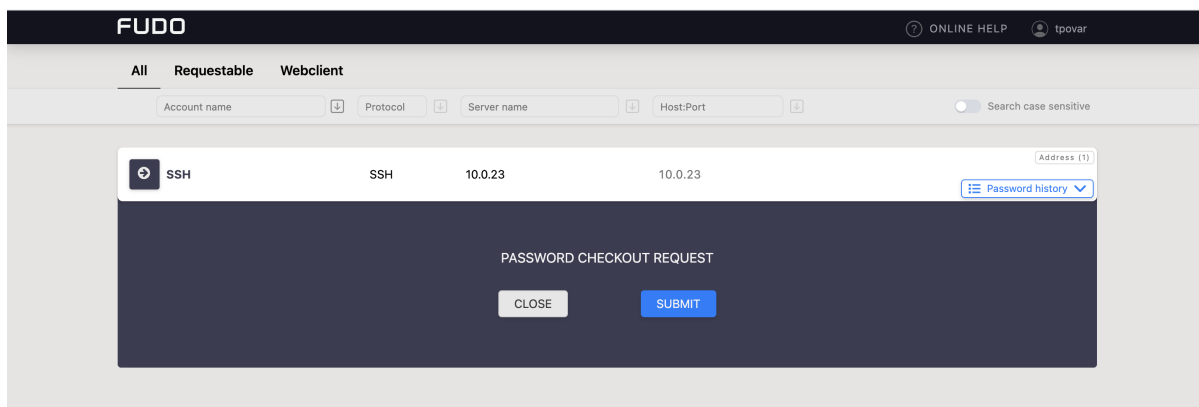 FUDO
? ONLINE HELP tpovar
All Requestable Webclient
Account name Protocol Server name Host:Port Search case sensitive
Address (1)
SSH SSH 10.0.23 10.0.23
Password history
PASSWORD CHECKOUT REQUEST
CLOSE SUBMIT